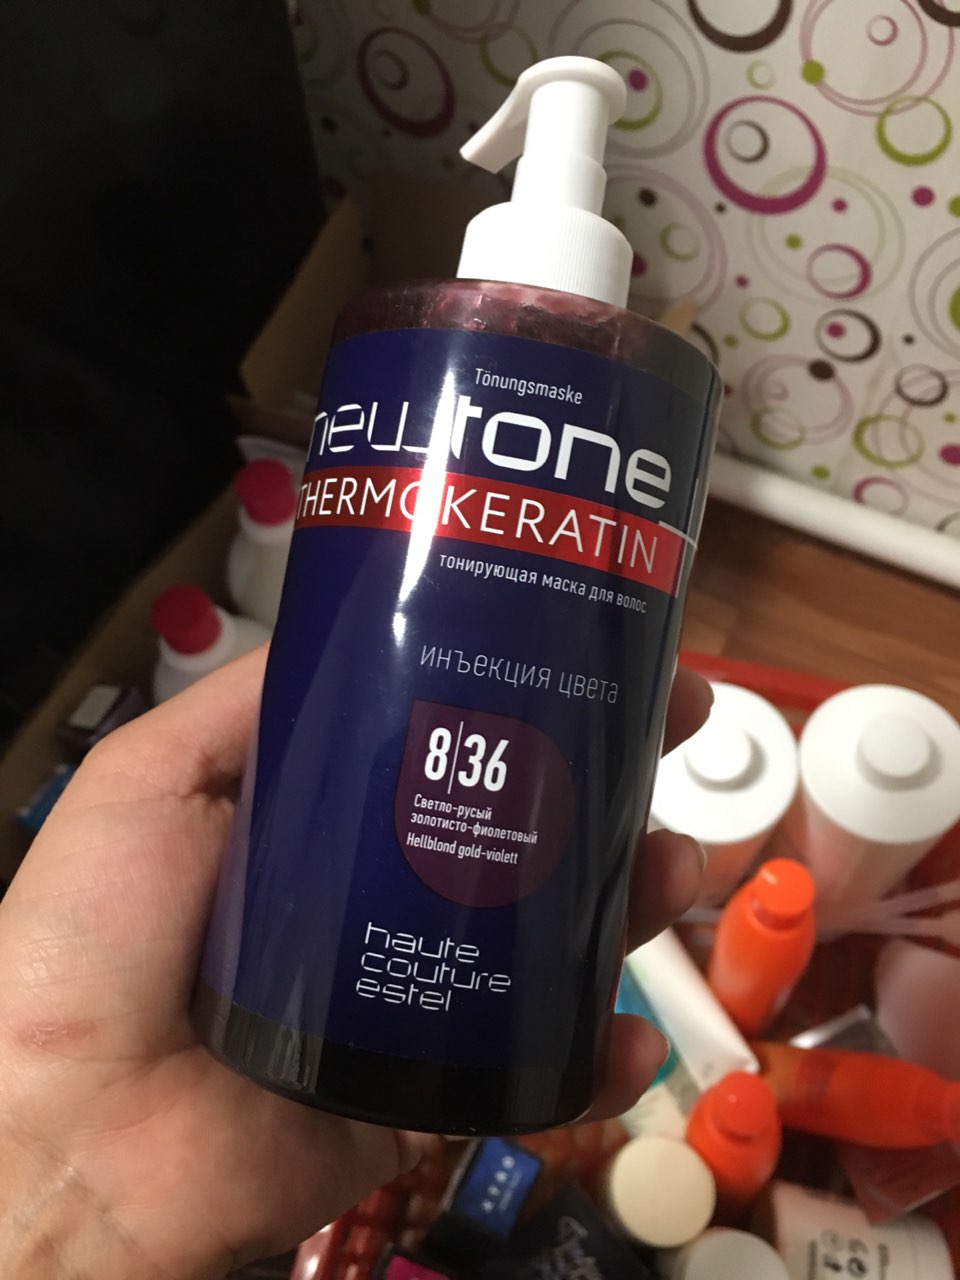 Tönungsmaske
newtone
THERMOKERATIN
тонирующая маска для волос
инъекция цвета
8|36
Светло-русый
золотисто-фиолетовый
Hellblond gold-violett
haute
couture
estel